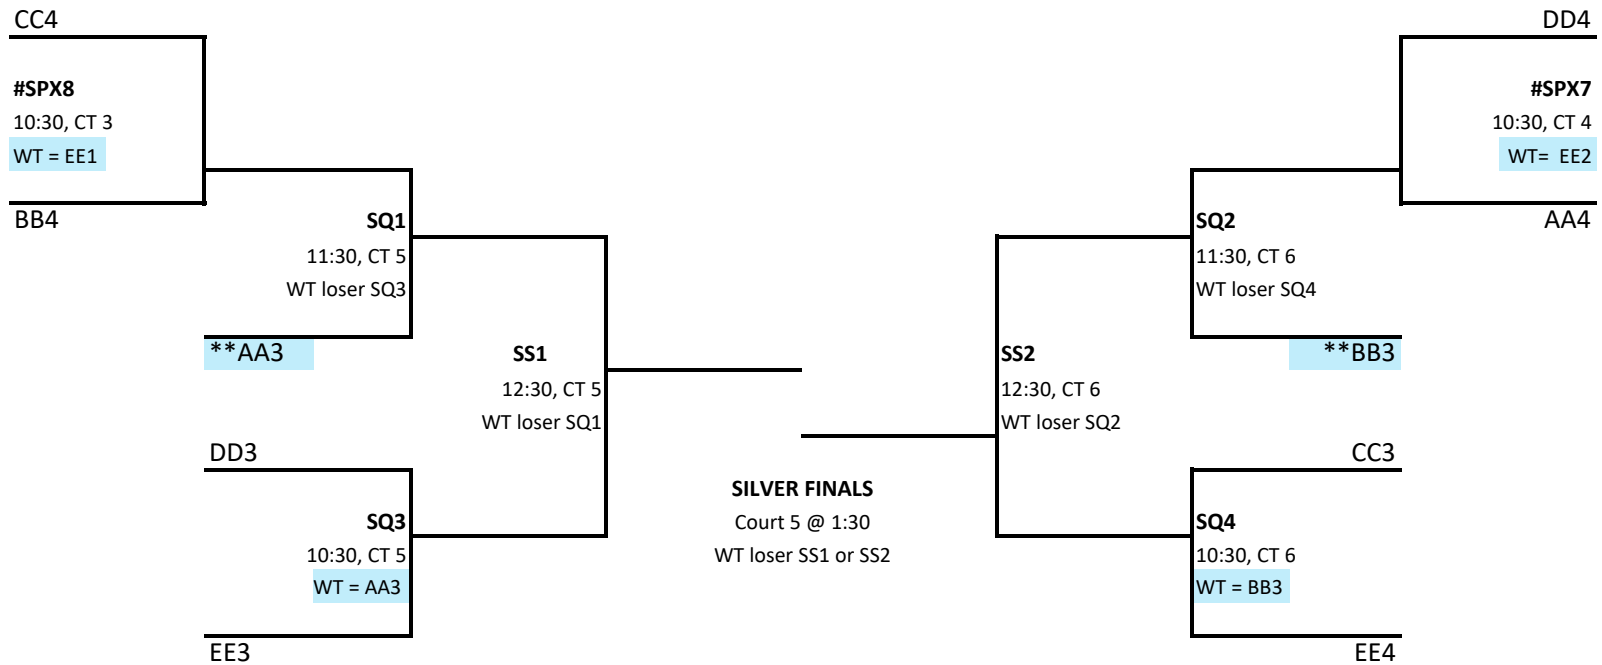 CC4
#SPX8
10:30, CT 3
WT = EE1
BB4
SQ1
11:30, CT 5
WT loser SQ3
**AA3
SS1
12:30, CT 5
WT loser SQ1
DD3
SQ3
10:30, CT 5
WT = AA3
EE3
SILVER FINALS
Court 5 @ 1:30
WT loser SS1 or SS2
DD4
#SPX7
10:30, CT 4
WT=  EE2
AA4
SQ2
11:30, CT 6
WT loser SQ4
**BB3
SS2
12:30, CT 6
WT loser SQ2
CC3
SQ4
10:30, CT 6
WT = BB3
EE4